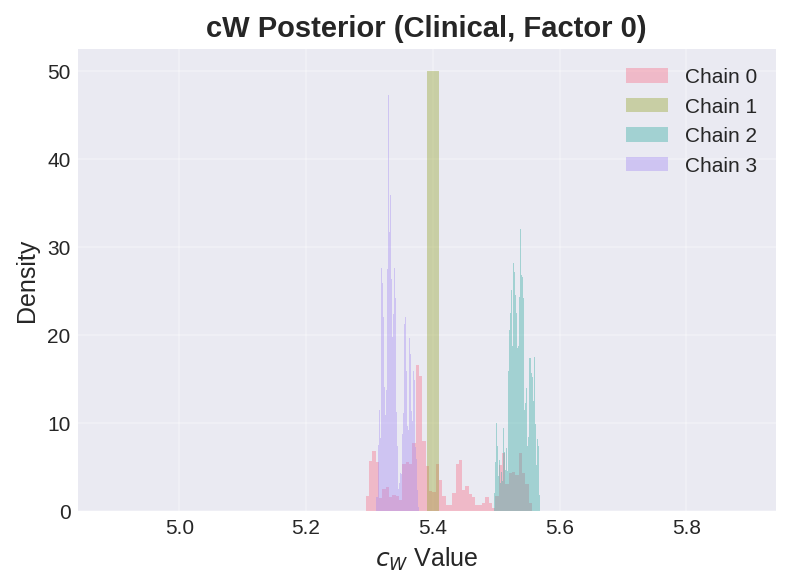 cW Posterior (Clinical, Factor 0)
Chain 0
Chain 1
Chain 2
Chain 3
Density
50
40
30
20
10
0
5.0 5.2 5.4 5.6 5.8
c_W Value